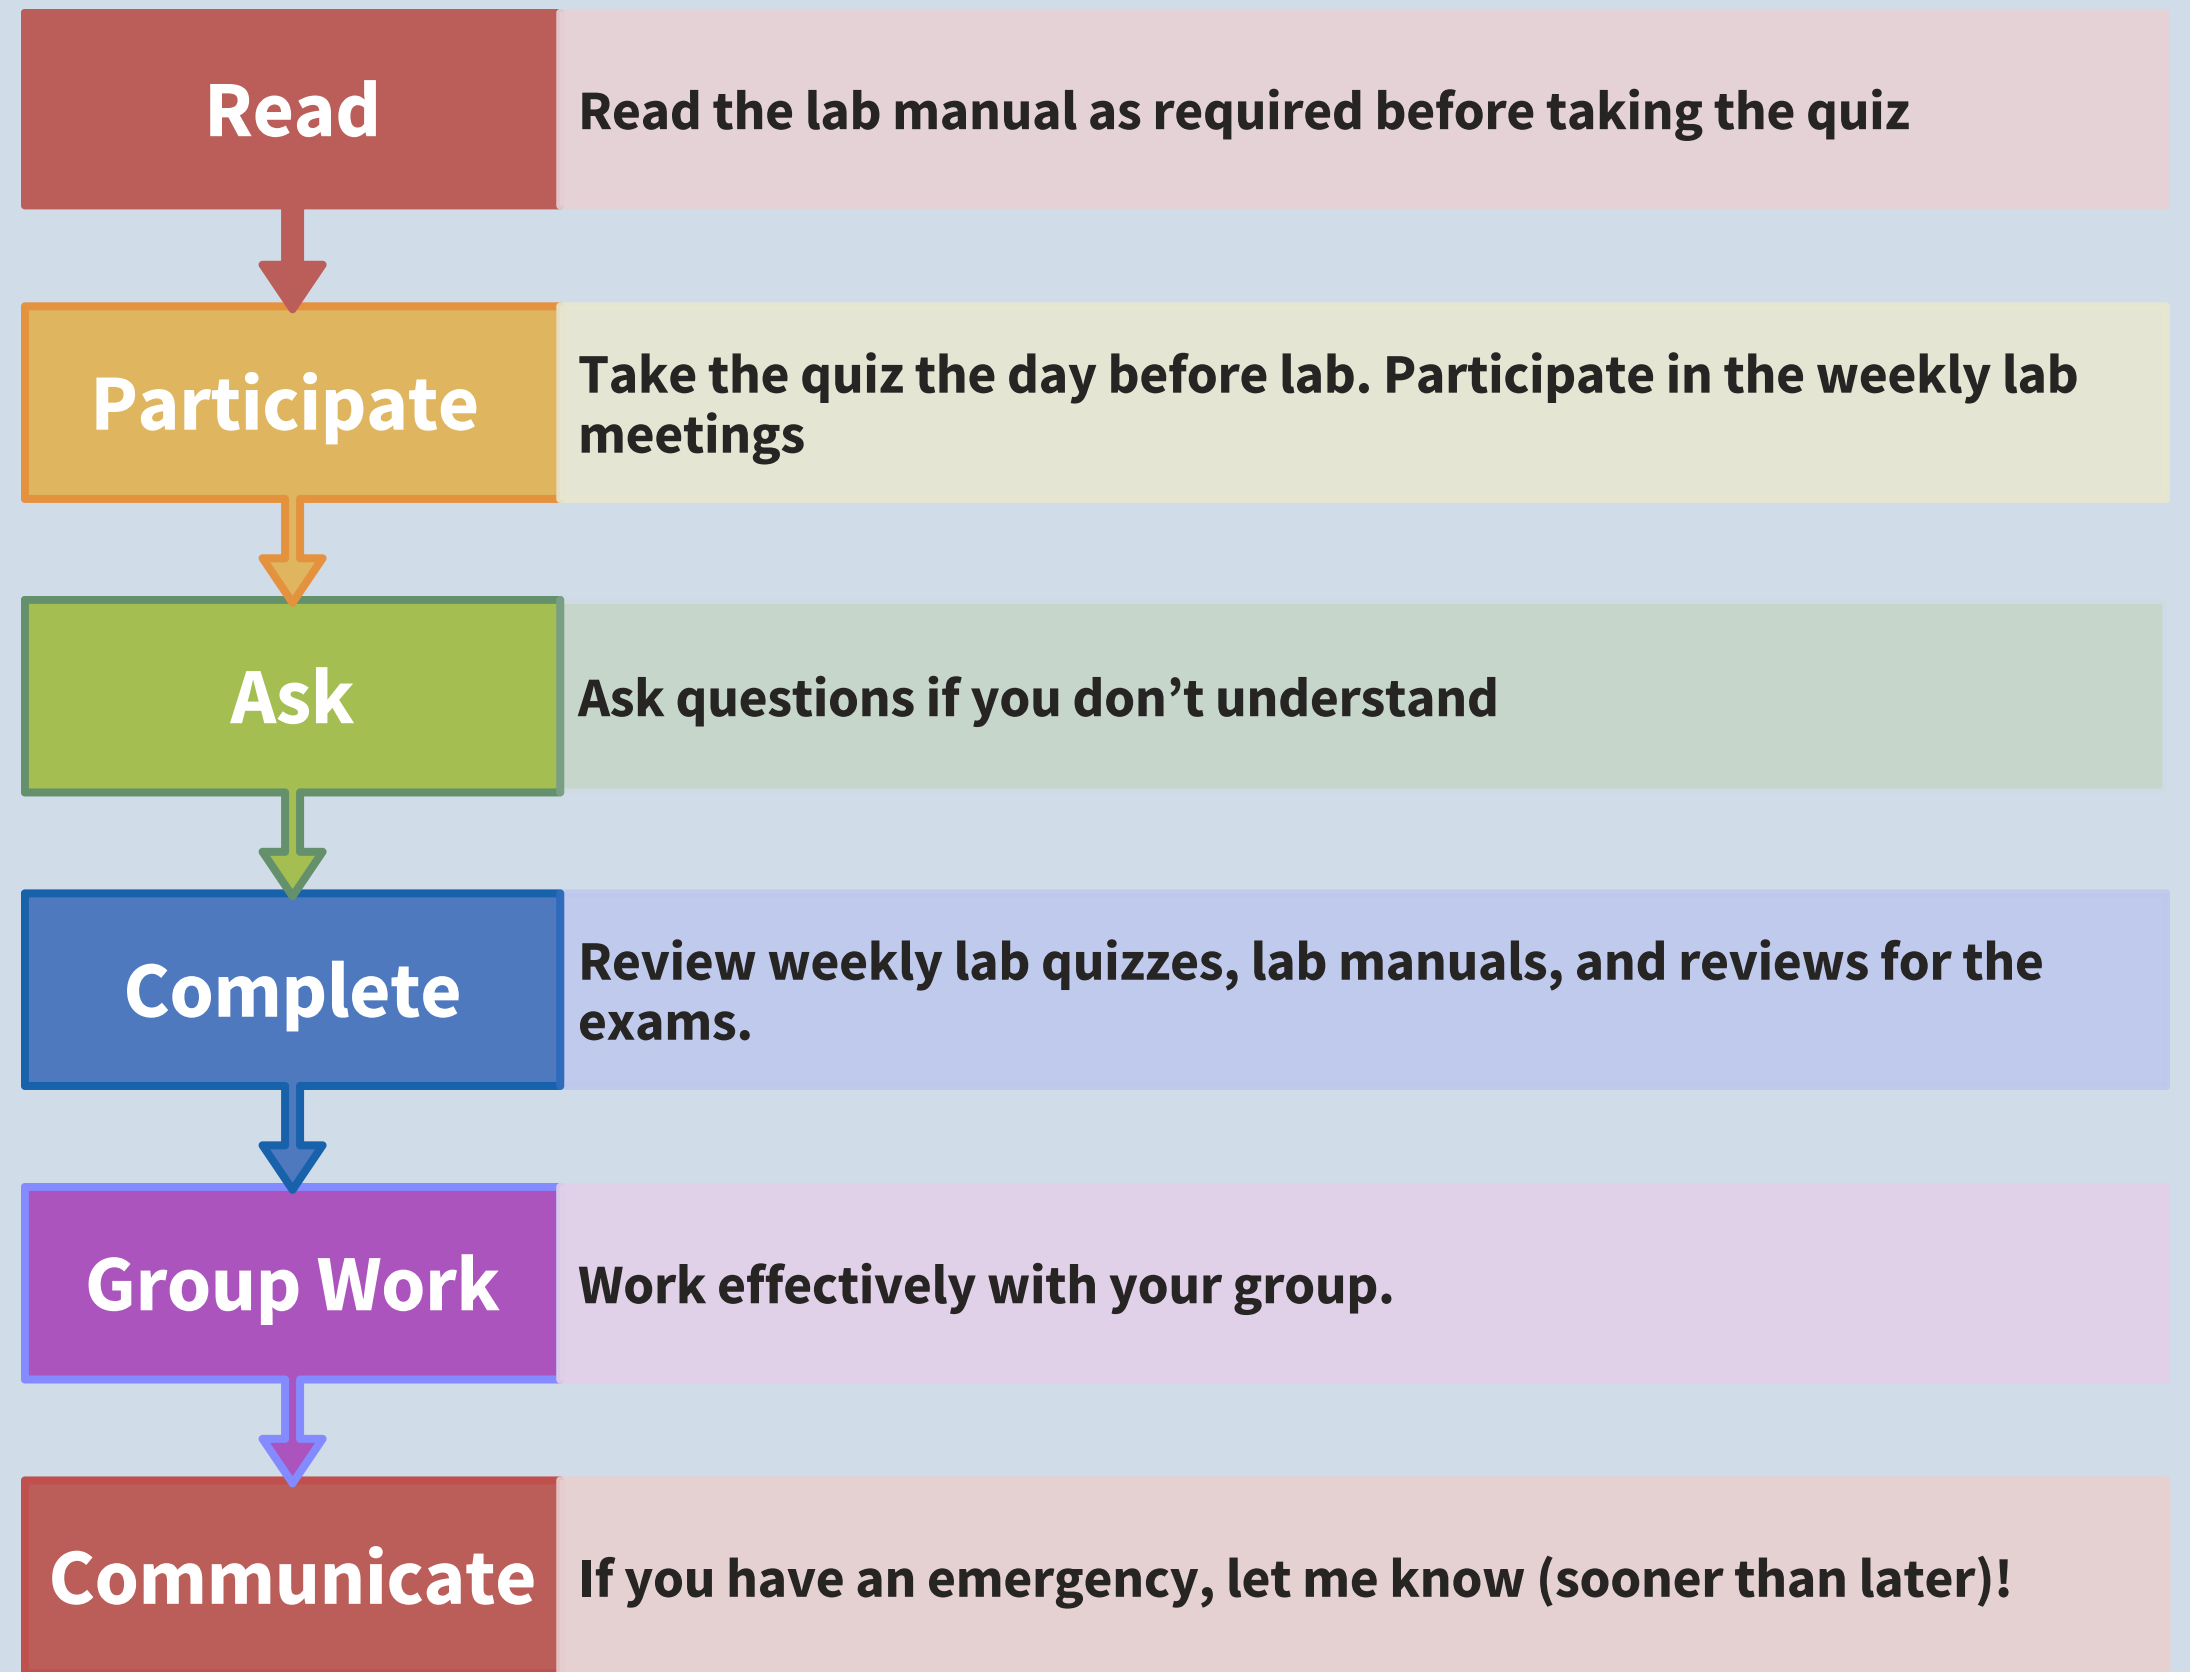 Read
Read the lab manual as required before taking the quiz
Participate
Take the quiz the day before lab. Participate in the weekly lab
meetings
Ask
Ask questions if you don’t understand
Complete
Review weekly lab quizzes, lab manuals, and reviews for the
exams.
Group Work
Work effectively with your group.
Communicate
If you have an emergency, let me know (sooner than later)!